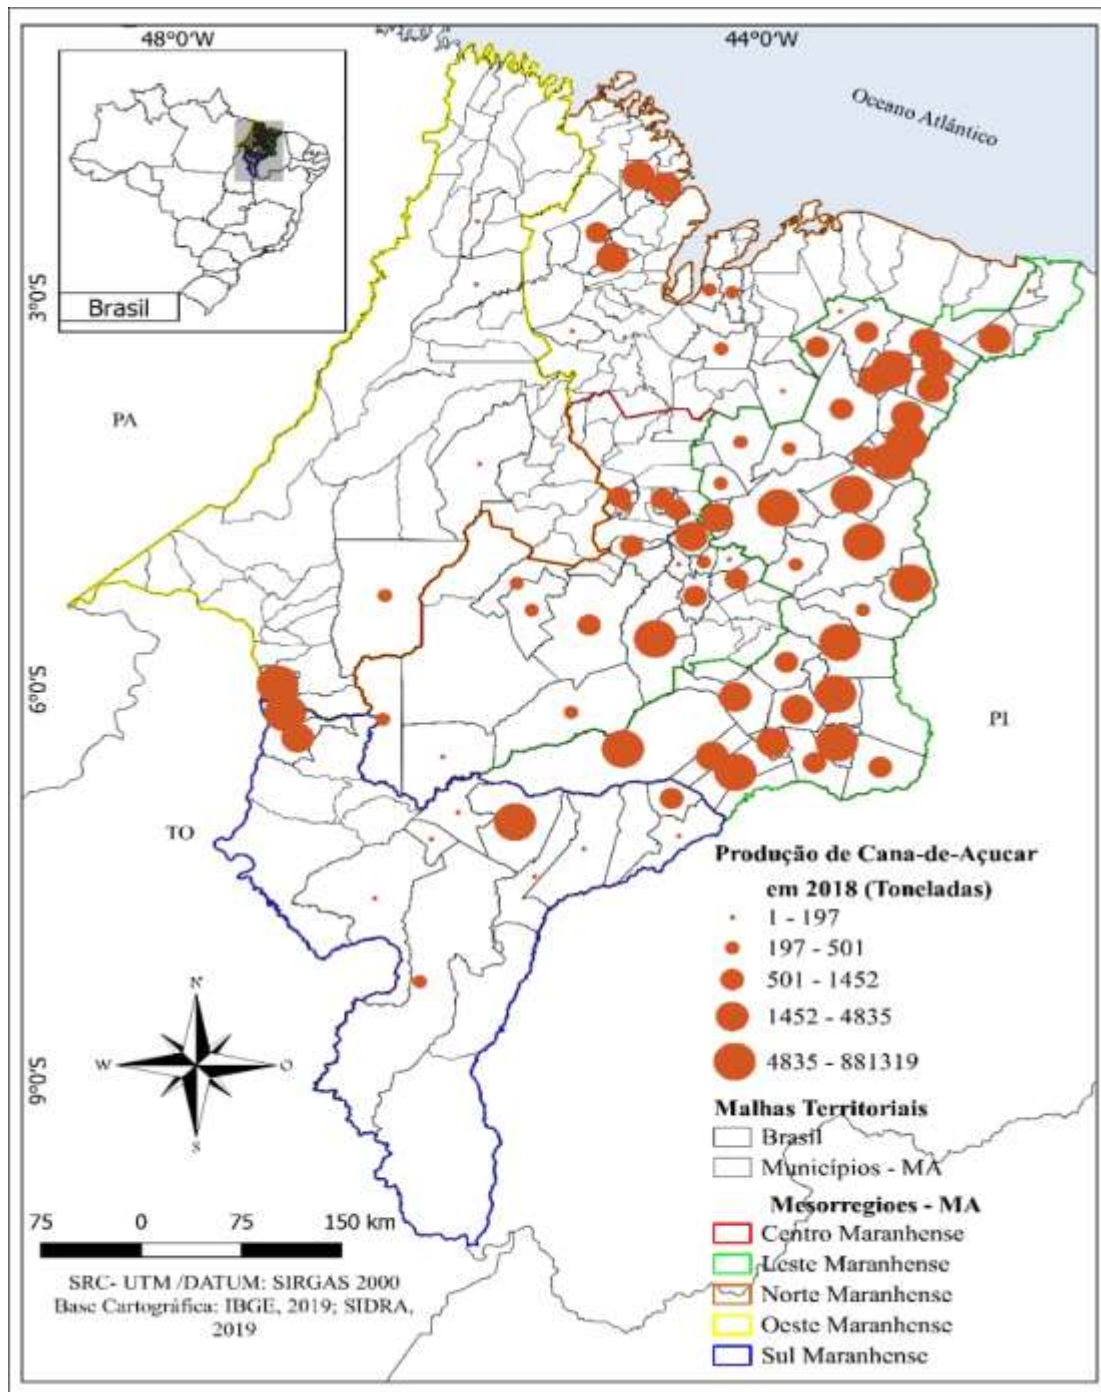 48°0'W
44°0'W
Oceano Atlântico
3°0'S
Brasil
PA
6°0'S
PI
TO
Produção de Cana-de-Açucar
em 2018 (Toneladas)
1 - 197
197 - 501
501 - 1452
1452 - 4835
4835 - 881319
N
W
O
S
9°0'S
Malhas Territoriais
Brasil
Municípios - MA
Mesorregioes - MA
Centro Maranhense
Leste Maranhense
Norte Maranhense
Oeste Maranhense
Sul Maranhense
75 0 75 150 km
SRC- UTM /DATUM: SIRGAS 2000
Base Cartográfica: IBGE, 2019; SIDRA,
2019